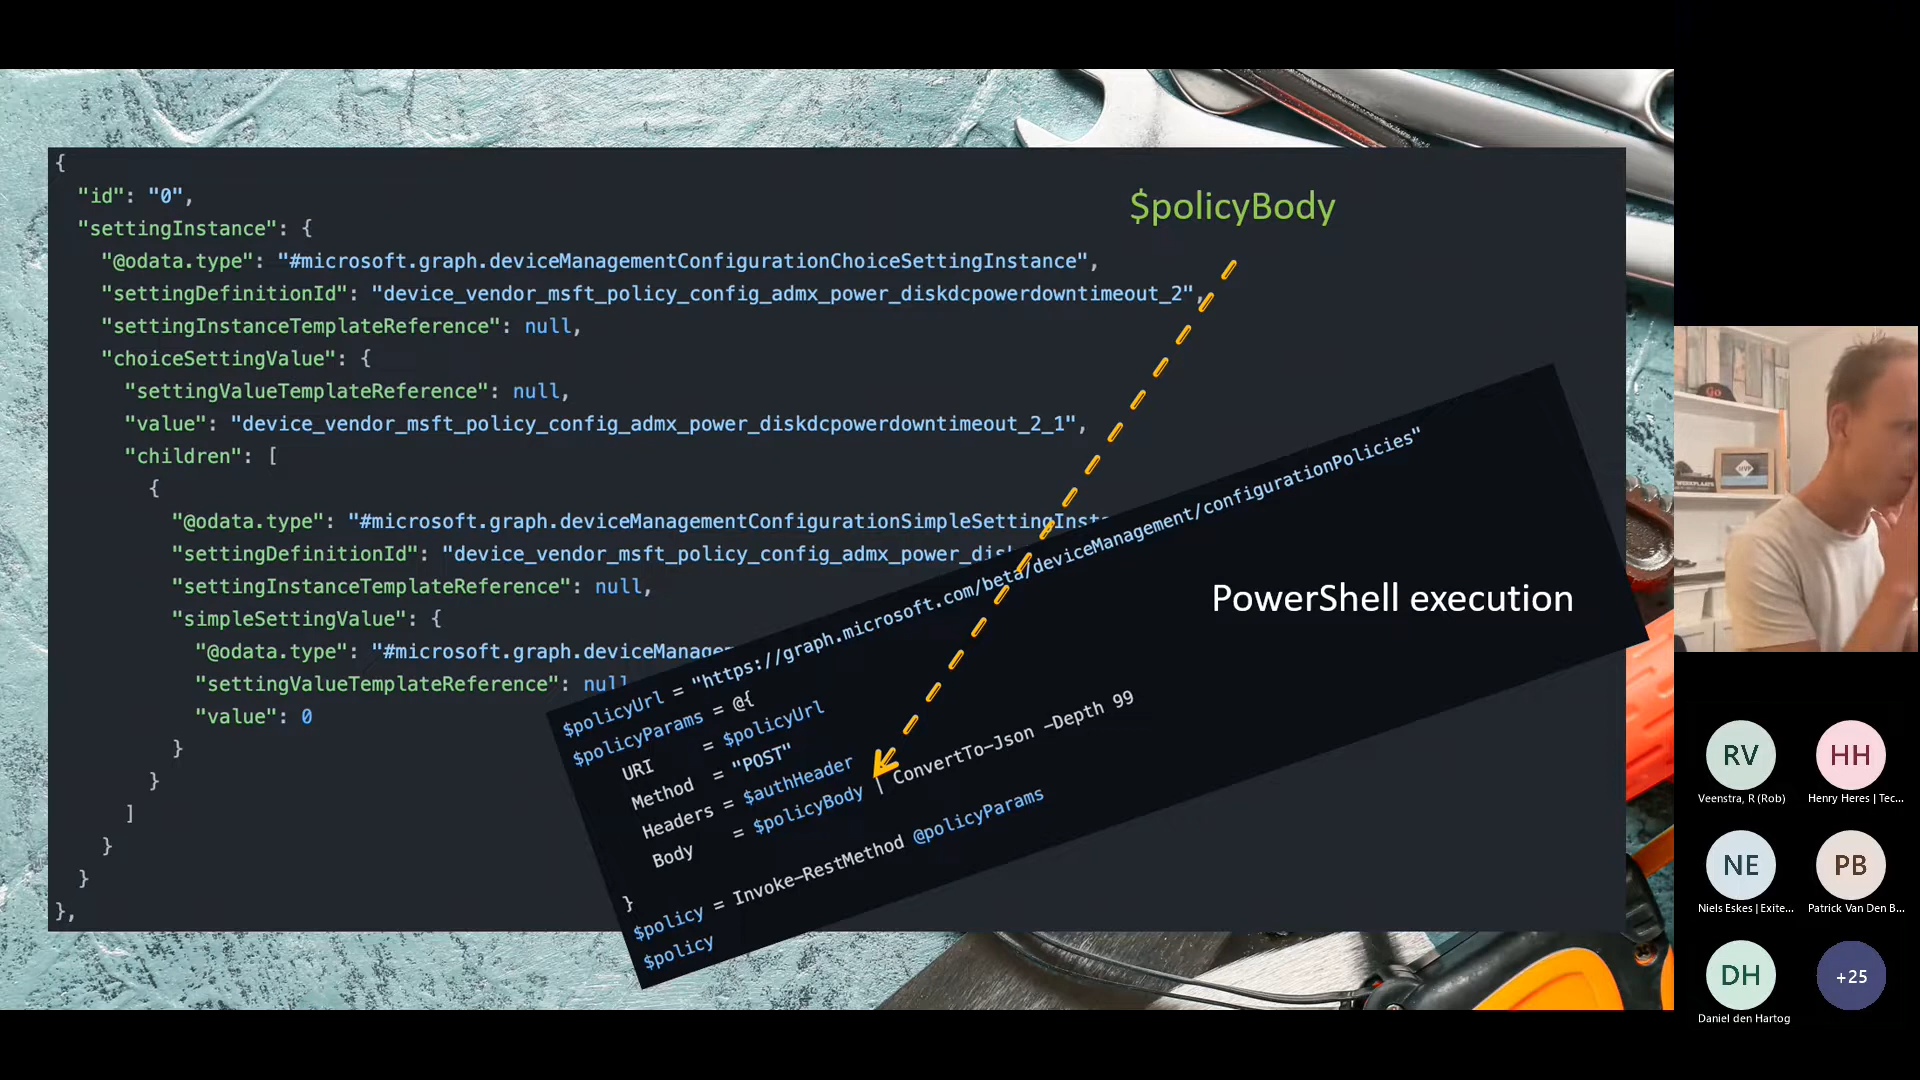 {
"id": "0",
"settingInstance": {
"@odata.type": "#microsoft.graph.deviceManagementConfigurationChoiceSettingInstance",
"settingDefinitionId": "device_vendor_msft_policy_config_admx_power_diskdcpowerdowntimeout_2",
"settingInstanceTemplateReference": null,
"choiceSettingValue": {
"settingValueTemplateReference": null,
"value": "device_vendor_msft_policy_config_admx_power_diskdcpowerdowntimeout_2_1",
"children": [
{
"@odata.type": "#microsoft.graph.deviceManagementConfigurationSimpleSettingInst
"settingDefinitionId": "device_vendor_msft_policy_config_admx_power_dis
"settingInstanceTemplateReference": null,
"simpleSettingValue": {
"@odata.type": "#microsoft.graph.deviceManage
"settingValueTemplateReference": null
"value": 0
}
}
]
}
}
},
$policyBody
PowerShell execution
$policyUrl = "https://graph.microsoft.com/beta/deviceManagement/configurationPolicies"
$policyParams = @{
URI = $policyUrl
Method = "POST"
Headers = $authHeader
Body = $policyBody | ConvertTo-Json -Depth 99
}
$policy = Invoke-RestMethod @policyParams
$policy
Go
MVP
RV
Veenstra, R (Rob)
HH
Henry Heres | Tec...
NE
Niels Eskes | Exite...
PB
Patrick Van Den B...
DH
Daniel den Hartog
+25